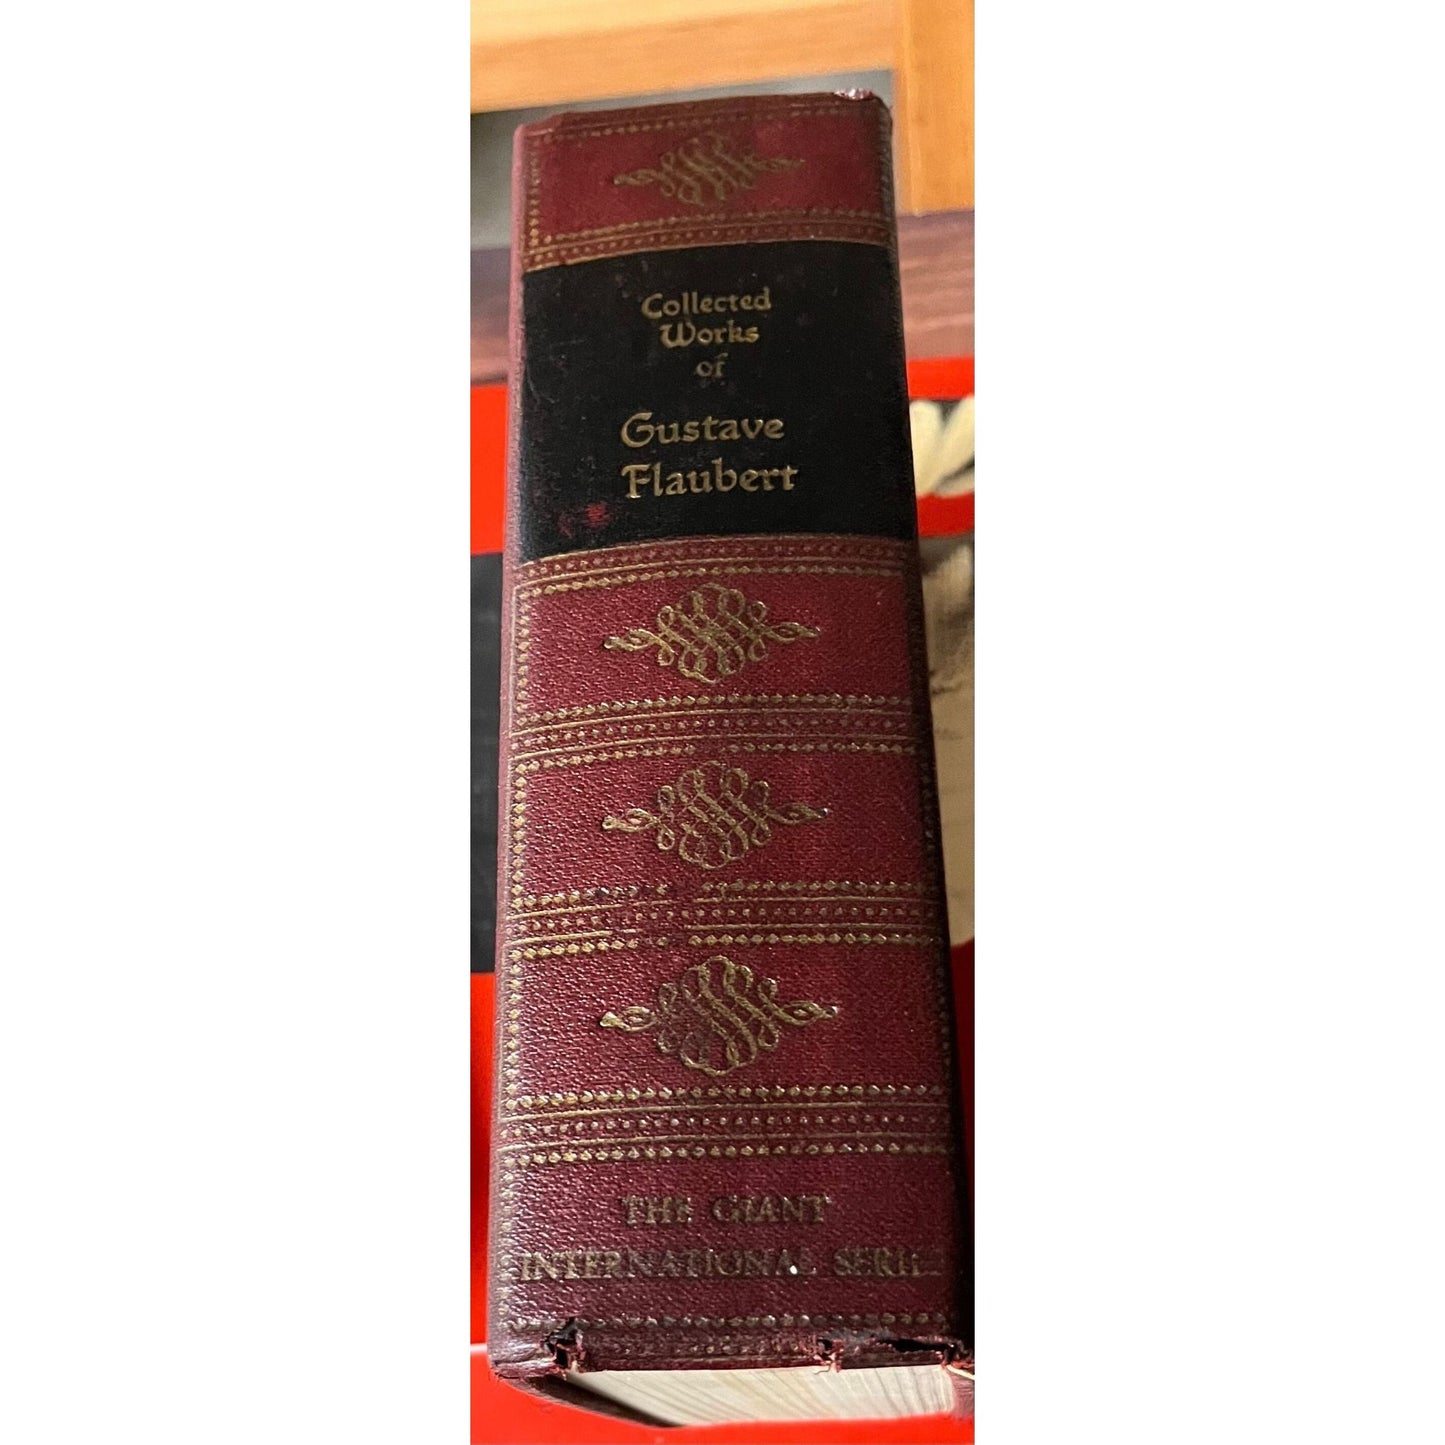 Collected
Works
of
Gustave
Flaubert
THE GIANT
INTERNATIONAL